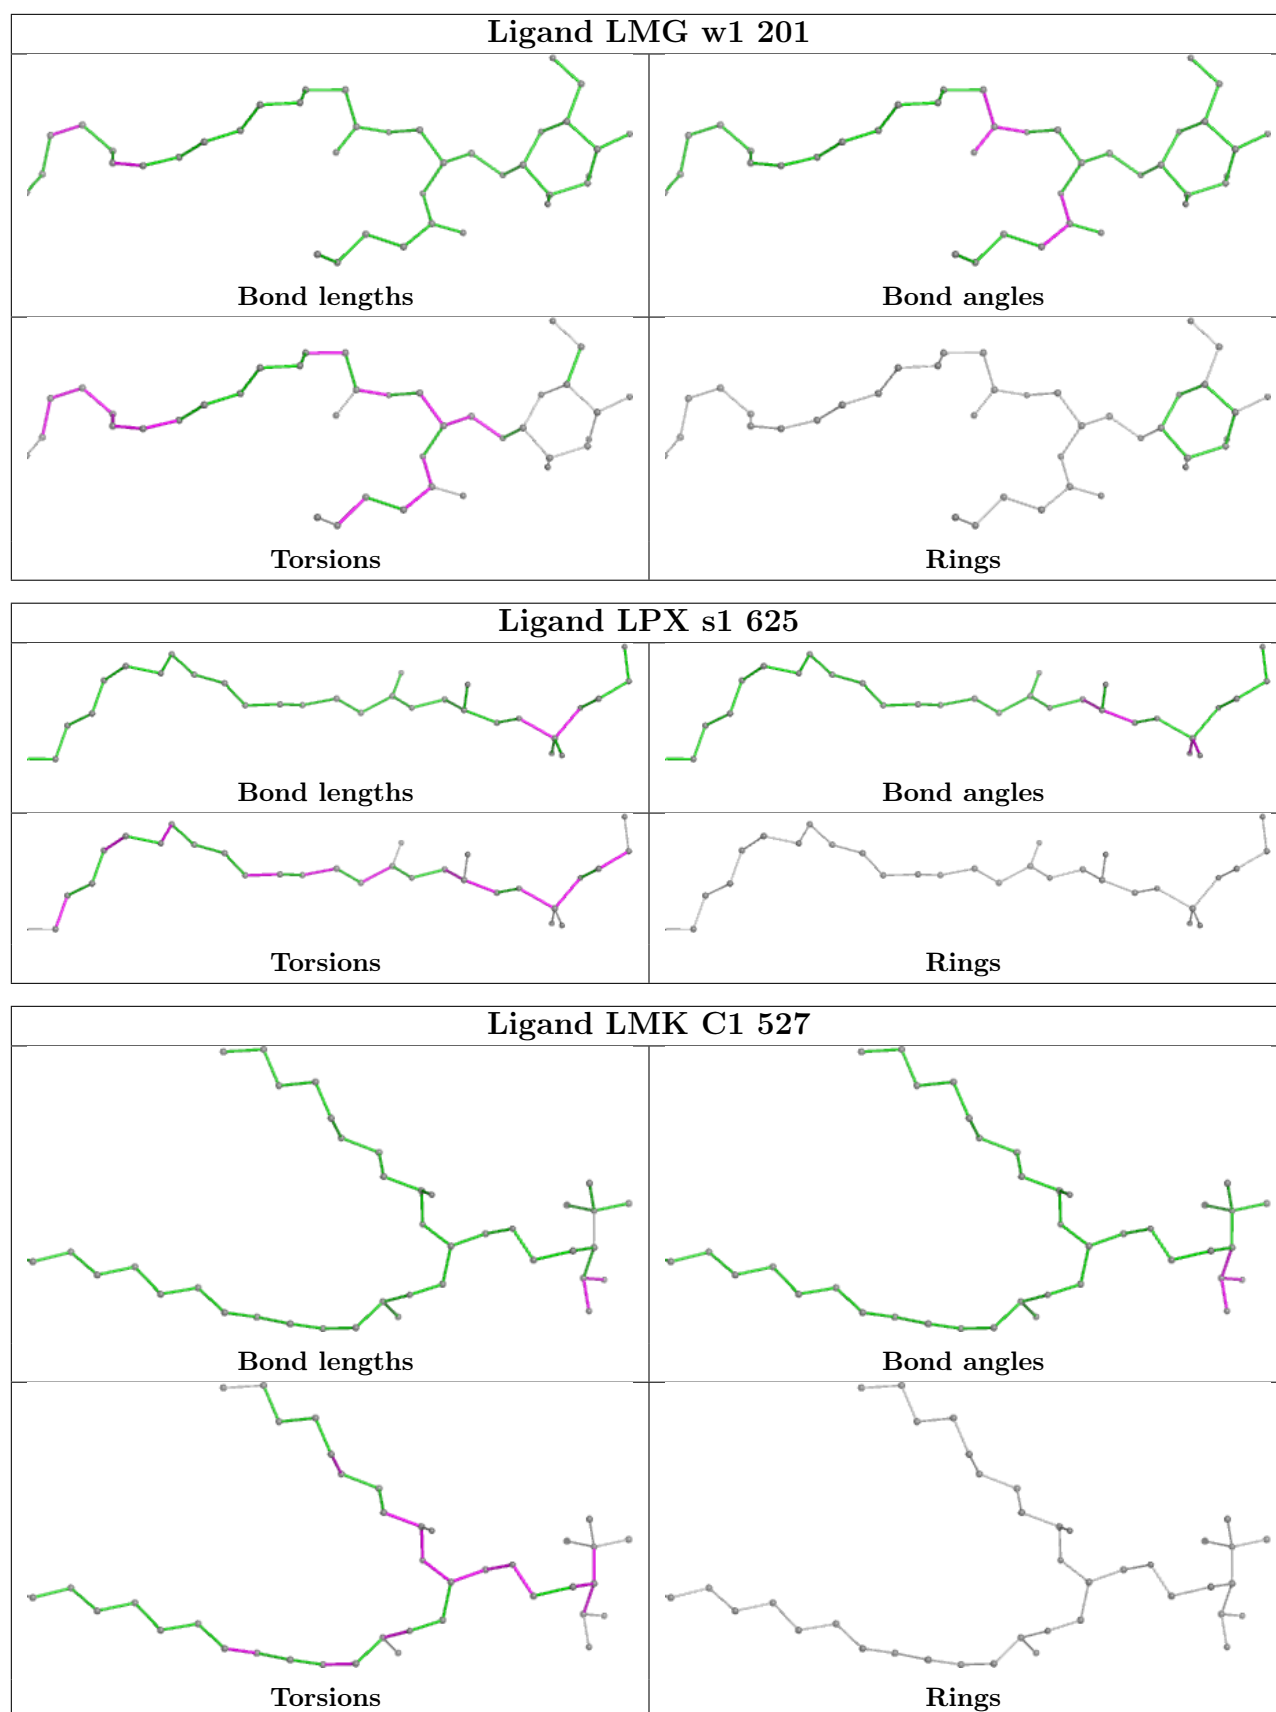 Ligand LMG w1 201
Bond lengths
Bond angles
Torsions
Rings
Ligand LPX s1 625
Bond lengths
Bond angles
Torsions
Rings
Ligand LMK C1 527
Bond lengths
Bond angles
Torsions
Rings